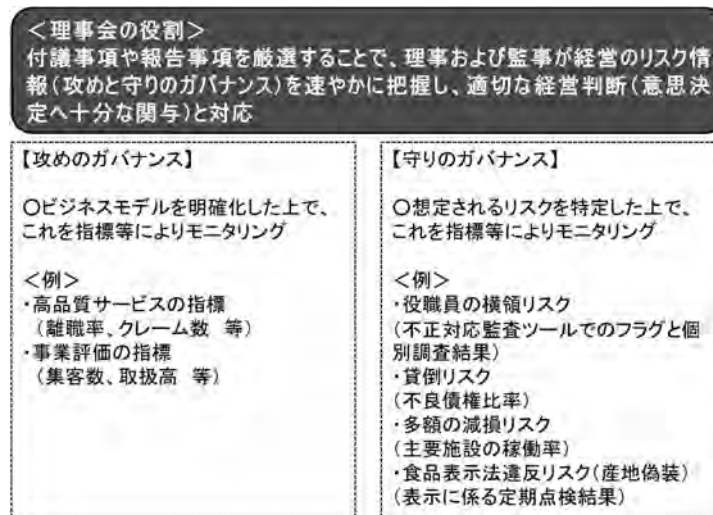 ＜理事会の役割＞
付議事項や報告事項を厳選することで、理事および監事が経営のリスク情
報（攻めと守りのガバナンス）を速やかに把握し、適切な経営判断（意思決
定へ十分な関与）と対応
【攻めのガバナンス】
〇ビジネスモデルを明確化した上で、
これを指標等によりモニタリング
＜例＞
・高品質サービスの指標
（離職率、クレーム数　等）
・事業評価の指標
（集客数、取扱高　等）
【守りのガバナンス】
〇想定されるリスクを特定した上で、
これを指標等によりモニタリング
＜例＞
・役職員の横領リスク
（不正対応監査ツールでのフラグと個
別調査結果）
・貸倒リスク
（不良債権比率）
・多額の減損リスク
（主要施設の稼働率）
・食品表示法違反リスク（産地偽装）
（表示に係る定期点検結果）